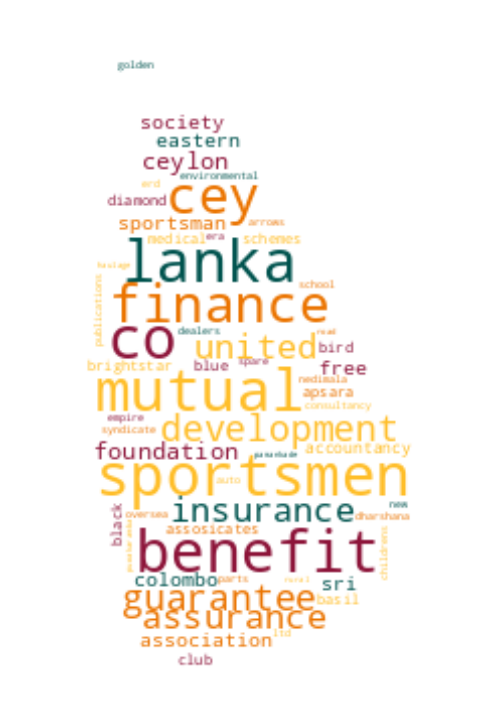 golden
society
eastern
ceylon
environmental
erd
diamond
cey
sportsman
arrows
medical
era
schemes
lanka
haulage
publications
school
finance
co
dealers
road
united
bird
brightstar
blue
spare
free
nedimala
mutual
apsara
consultancy
empire
syndicate
development
foundation
accountancy
sportsmen
auto
black
oversea
insurance
new
dharshana
assosicates
benefit
childrens
colombo
parts
rural
sri
guarantee
basil
assurance
association
ltd
club